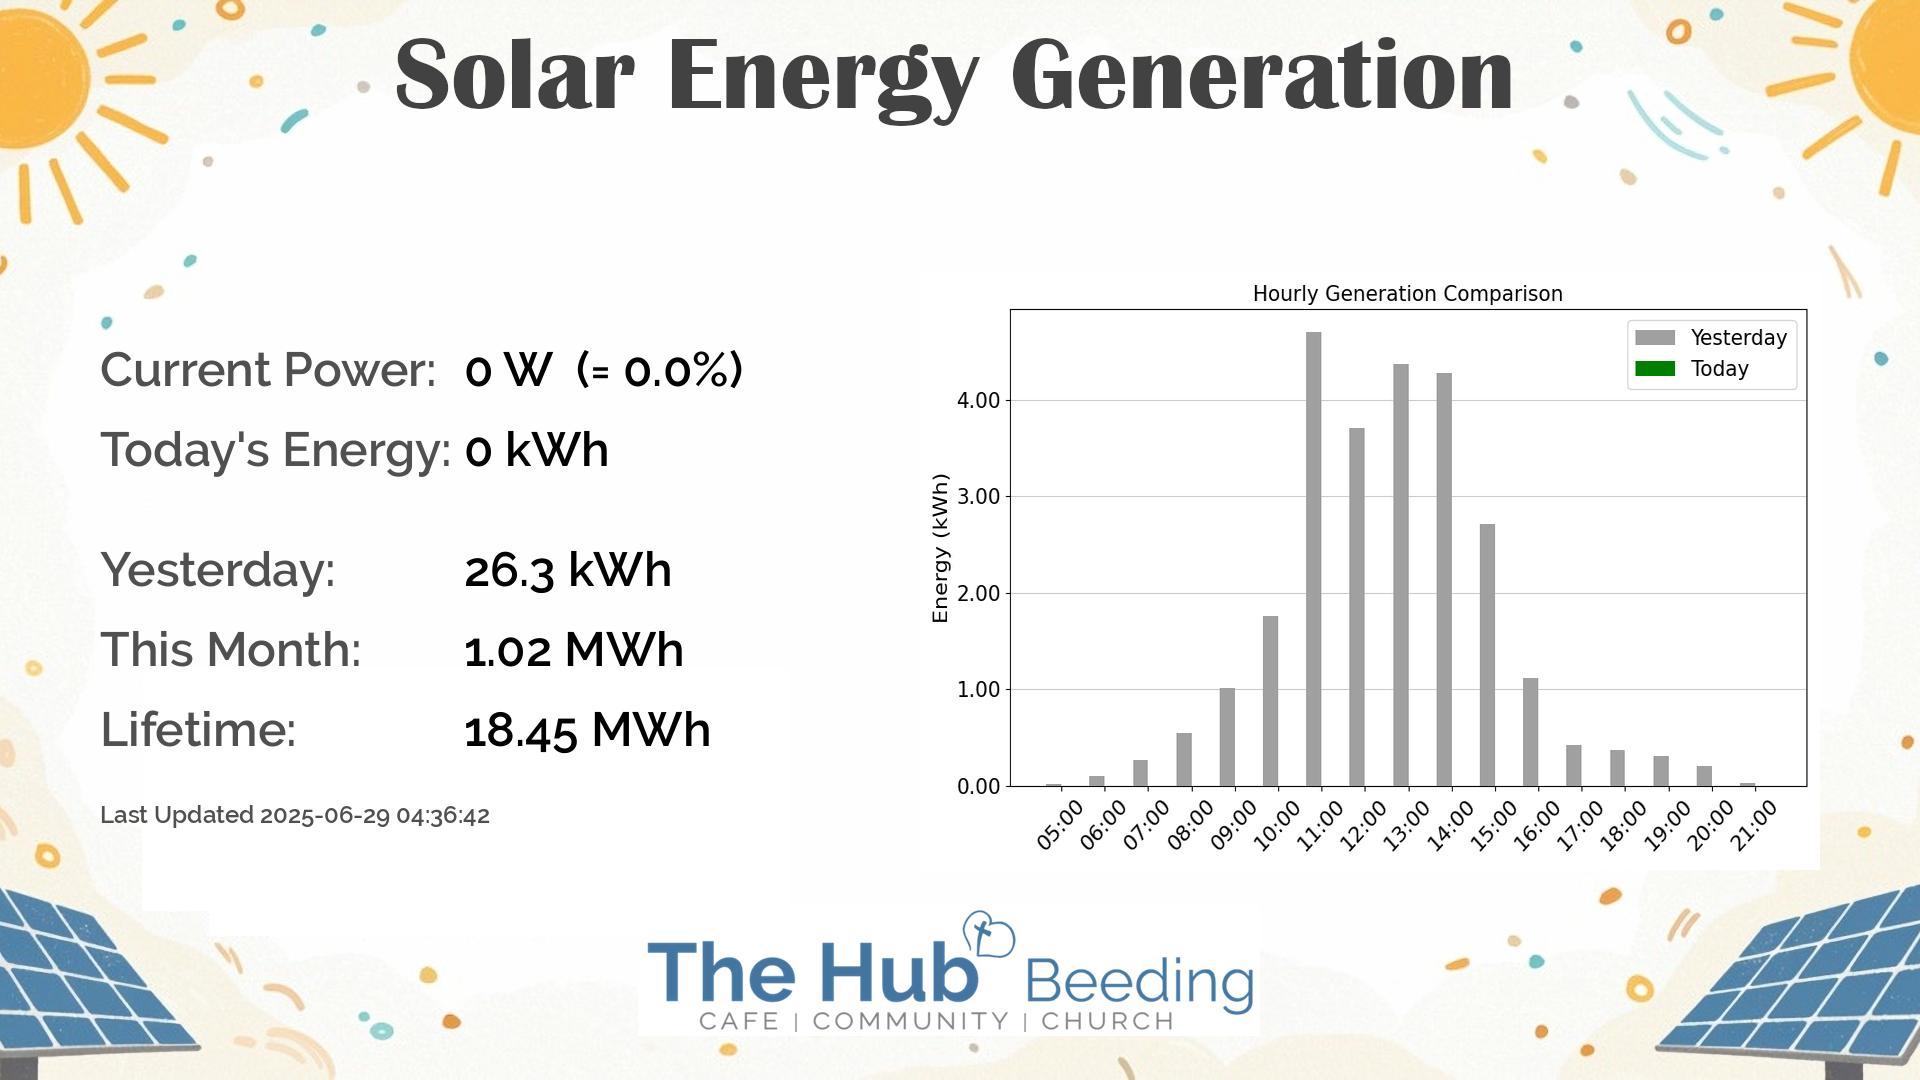 Solar Energy Generation
Current Power: 0 W (= 0.0%)
Today's Energy: 0 kWh
Yesterday: 26.3 kWh
This Month: 1.02 MWh
Lifetime: 18.45 MWh
Last Updated 2025-06-29 04:36:42
Hourly Generation Comparison
Yesterday
Today
Energy (kWh)
4.00
3.00
2.00
1.00
0.00
05:00 06:00 07:00 08:00 09:00 10:00 11:00 12:00 13:00 14:00 15:00 16:00 17:00 18:00 19:00 20:00 21:00
The Hub Beeding
CAFE | COMMUNITY | CHURCH